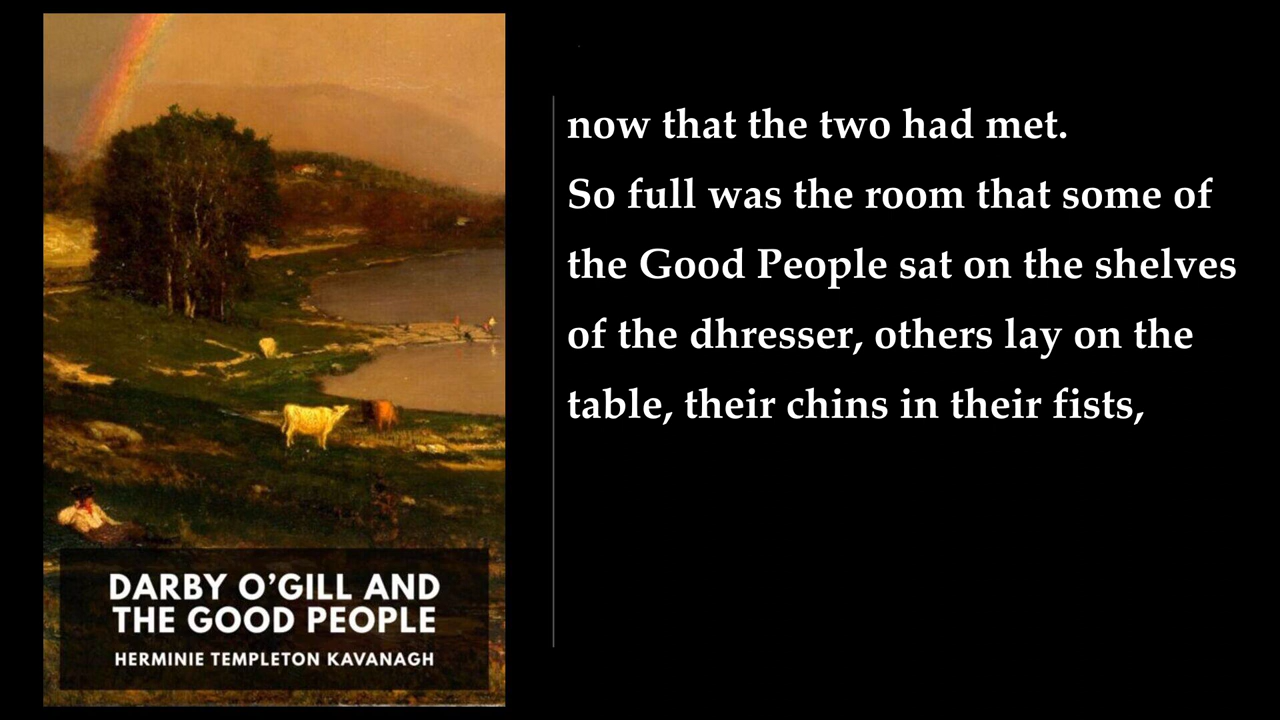 DARBY O’GILL AND
THE GOOD PEOPLE
HERMINIE TEMPLETON KAVANAGH
now that the two had met.
So full was the room that some of
the Good People sat on the shelves
of the dhresser, others lay on the
table, their chins in their fists,